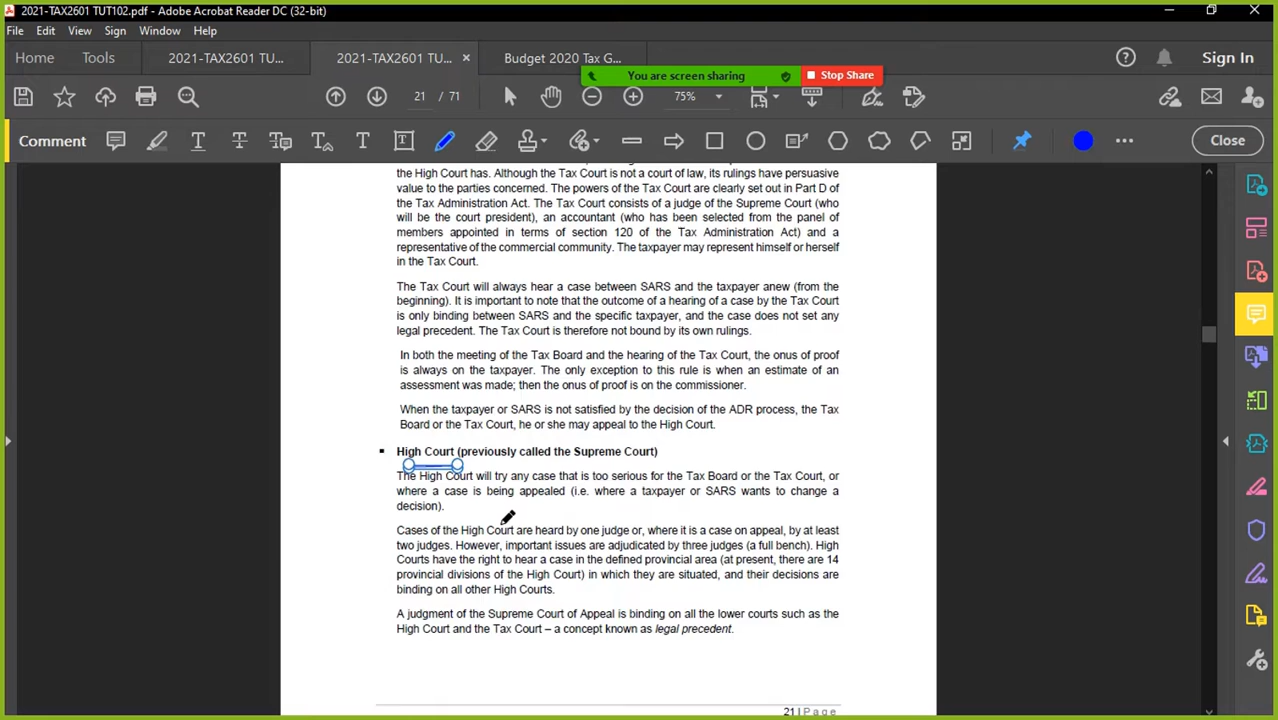 2021-TAX2601 TUT102.pdf - Adobe Acrobat Reader DC (32-bit)
File Edit View Sign Window Help
Home Tools 2021-TAX2601 TU... 2021-TAX2601 TU... Budget 2020 Tax G... Sign In
You are screen sharing Stop Share
21 / 71 75%
Comment Close
the High Court has. Although the Tax Court is not a court of law, its rulings have persuasive
value to the parties concerned. The powers of the Tax Court are clearly set out in Part D of
the Tax Administration Act. The Tax Court consists of a judge of the Supreme Court (who
will be the court president), an accountant (who has been selected from the panel of
members appointed in terms of section 120 of the Tax Administration Act) and a
representative of the commercial community. The taxpayer may represent himself or herself
in the Tax Court.
The Tax Court will always hear a case between SARS and the taxpayer anew (from the
beginning). It is important to note that the outcome of a hearing of a case by the Tax Court
is only binding between SARS and the specific taxpayer, and the case does not set any
legal precedent. The Tax Court is therefore not bound by its own rulings.
In both the meeting of the Tax Board and the hearing of the Tax Court, the onus of proof
is always on the taxpayer. The only exception to this rule is when an estimate of an
assessment was made; then the onus of proof is on the commissioner.
When the taxpayer or SARS is not satisfied by the decision of the ADR process, the Tax
Board or the Tax Court, he or she may appeal to the High Court.
▪ High Court (previously called the Supreme Court)
The High Court will try any case that is too serious for the Tax Board or the Tax Court, or
where a case is being appealed (i.e. where a taxpayer or SARS wants to change a
decision).
Cases of the High Court are heard by one judge or, where it is a case on appeal, by at least
two judges. However, important issues are adjudicated by three judges (a full bench). High
Courts have the right to hear a case in the defined provincial area (at present, there are 14
provincial divisions of the High Court) in which they are situated, and their decisions are
binding on all other High Courts.
A judgment of the Supreme Court of Appeal is binding on all the lower courts such as the
High Court and the Tax Court – a concept known as legal precedent.
21 | Page